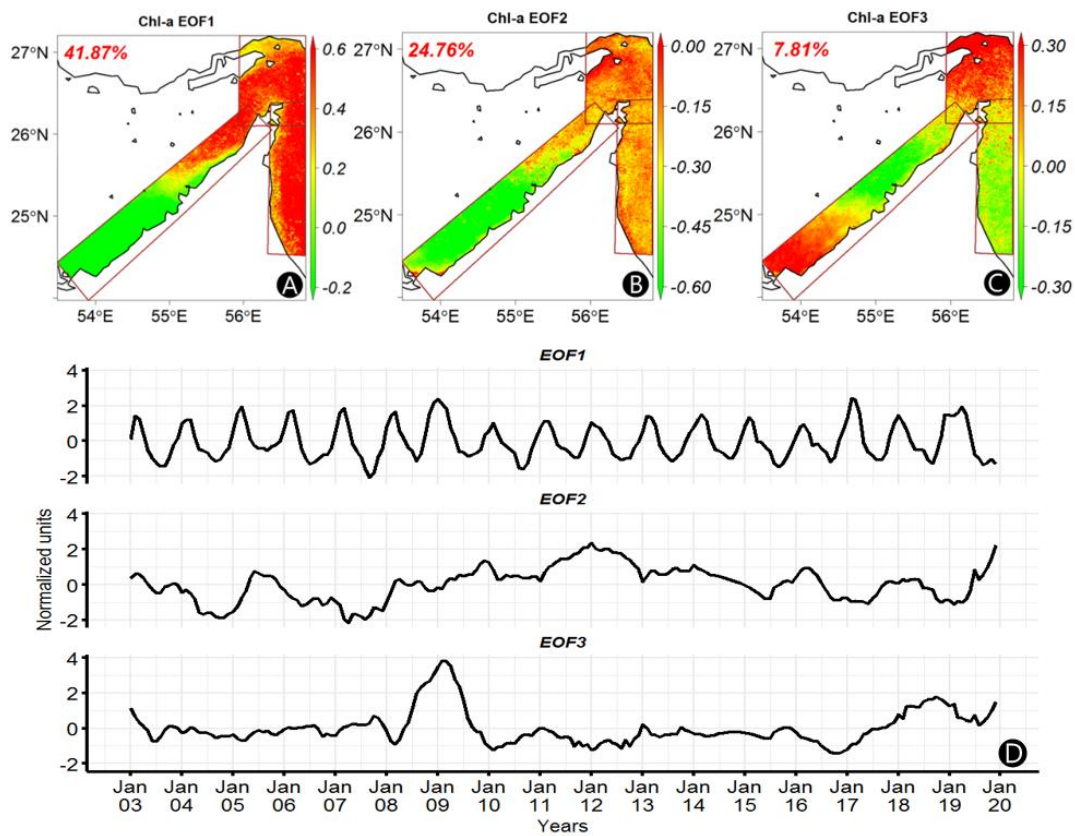 Chl-a EOF1
Chl-a EOF2
Chl-a EOF3
41.87%
24.76%
7.81%
27°N
26°N
25°N
54°E 55°E 56°E
0.6
0.4
0.2
0.0
-0.2
A
27°N
26°N
25°N
54°E 55°E 56°E
0.00
-0.15
-0.30
-0.45
-0.60
B
27°N
26°N
25°N
54°E 55°E 56°E
0.30
0.15
0.00
-0.15
-0.30
C
EOF1
4
2
0
-2
EOF2
4
2
0
-2
Normalized units
EOF3
4
2
0
-2
D
Jan Jan Jan Jan Jan Jan Jan Jan Jan Jan Jan Jan Jan Jan Jan Jan Jan Jan
03 04 05 06 07 08 09 10 11 12 13 14 15 16 17 18 19 20
Years